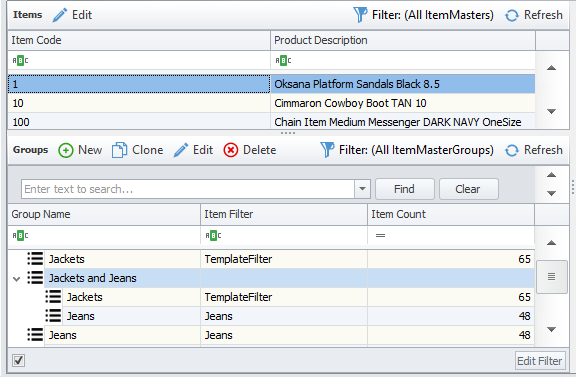 Items Edit Filter: (All ItemMasters) Refresh
Item Code Product Description
ABC ABC
1 Oksana Platform Sandals Black 8.5
10 Cimmaron Cowboy Boot TAN 10
100 Chain Item Medium Messenger DARK NAVY OneSize
Groups New Clone Edit Delete Filter: (All ItemMasterGroups) Refresh
Enter text to search... Find Clear
Group Name Item Filter Item Count
ABC ABC =
Jackets TemplateFilter 65
Jackets and Jeans
Jackets TemplateFilter 65
Jeans Jeans 48
Jeans Jeans 48
Edit Filter